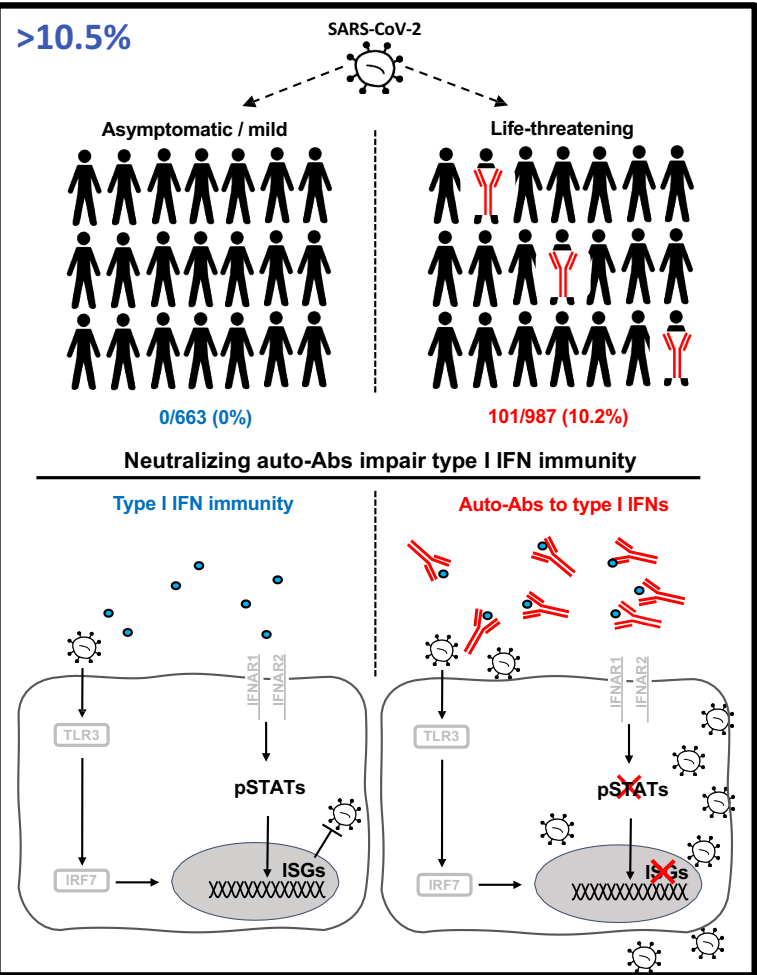 >10.5%
SARS-CoV-2
Asymptomatic / mild
Life-threatening
0/663 (0%)
101/987 (10.2%)
Neutralizing auto-Abs impair type I IFN immunity
Type I IFN immunity
Auto-Abs to type I IFNs
IFNAR1
IFNAR2
TLR3
pSTATs
ISGs
IRF7
IFNAR1
IFNAR2
TLR3
pSTATs
ISGs
IRF7